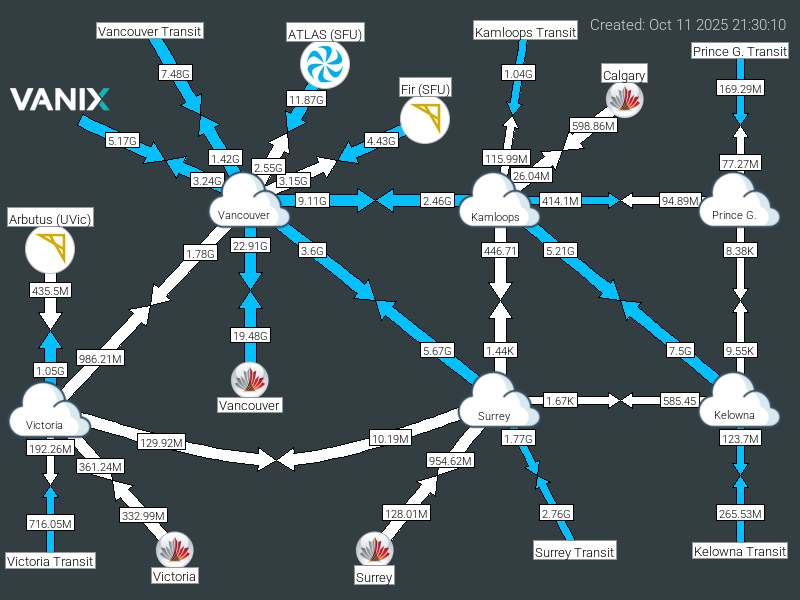 Created: Oct 11 2025 21:30:10
Vancouver Transit
ATLAS (SFU)
Kamloops Transit
Prince G. Transit
7.48G
1.04G
Calgary
169.29M
VANIX
11.87G
Fir (SFU)
598.86M
5.17G
4.43G
1.42G
2.55G
115.99M
77.27M
3.24G
3.15G
26.04M
9.11G
2.46G
414.1M
94.89M
Arbutus (UVic)
Vancouver
Kamloops
Prince G.
1.78G
22.91G
3.6G
446.71
5.21G
8.38K
435.5M
986.21M
19.48G
5.67G
1.44K
7.5G
9.55K
1.05G
Vancouver
1.67K
585.45
Victoria
Surrey
Kelowna
192.26M
129.92M
10.19M
1.77G
123.7M
361.24M
954.62M
716.05M
332.99M
128.01M
2.76G
265.53M
Victoria Transit
Victoria
Surrey
Surrey Transit
Kelowna Transit